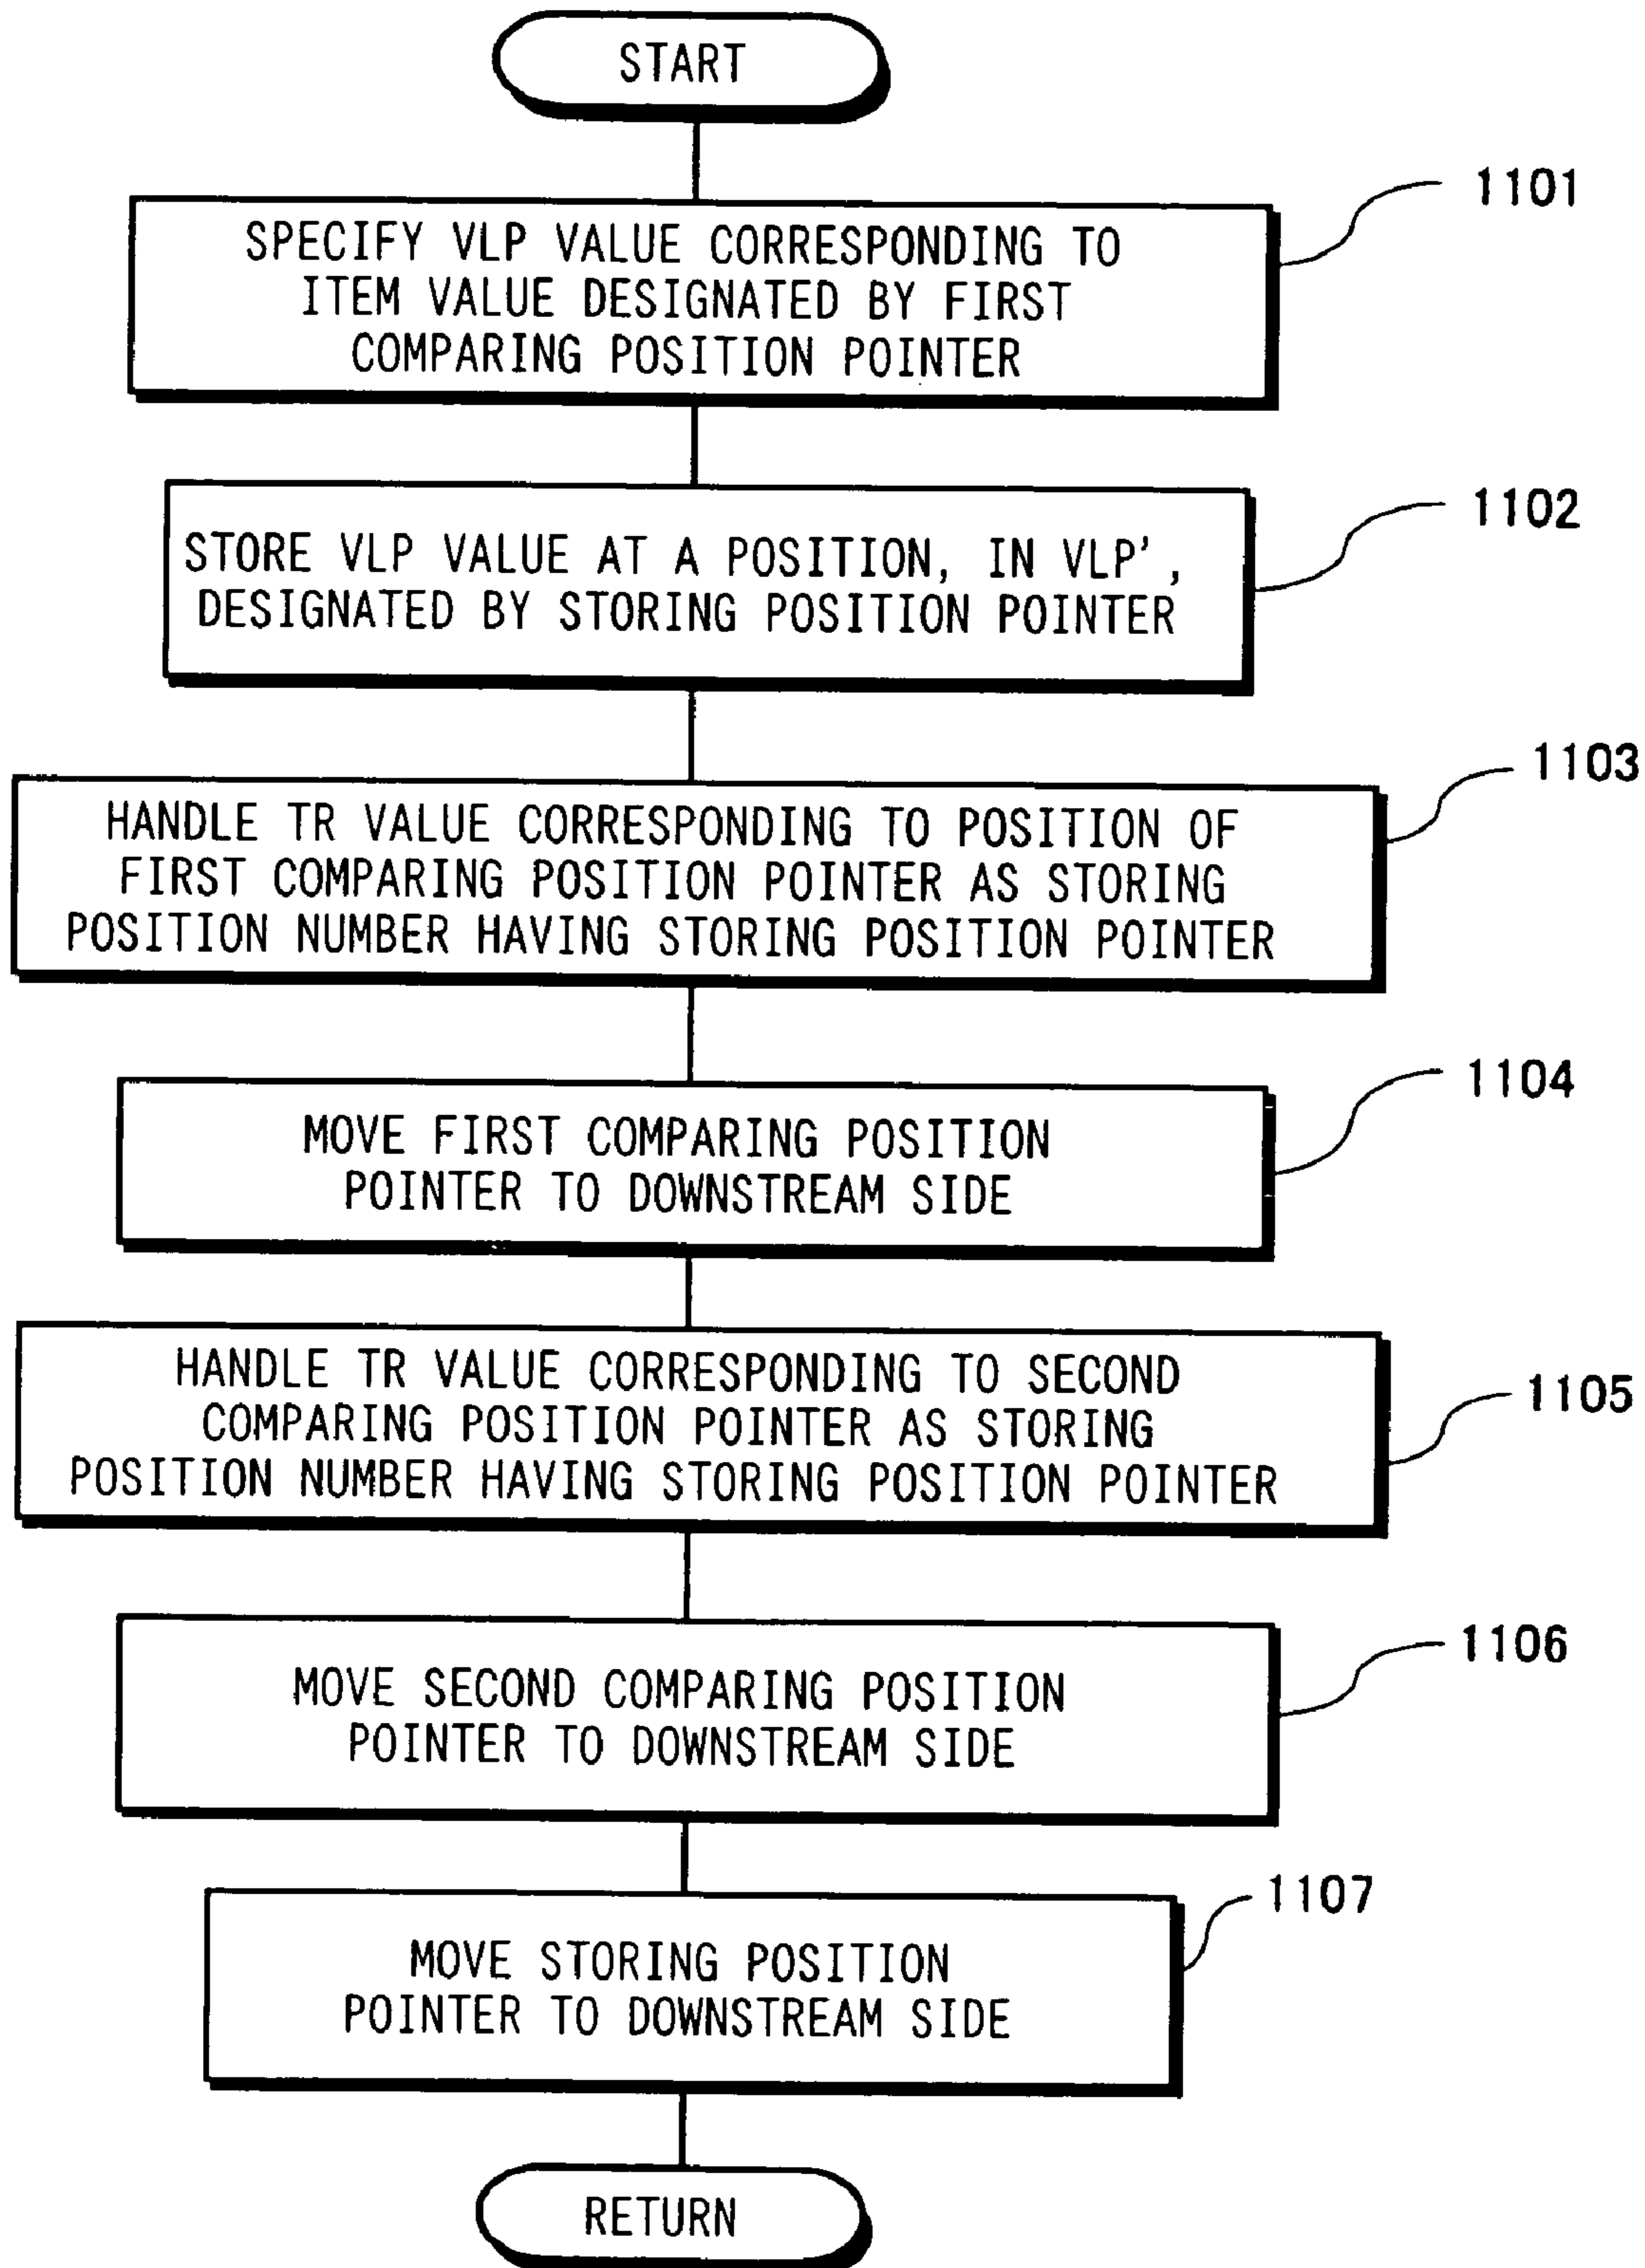 START
1101
SPECIFY VLP VALUE CORRESPONDING TO
ITEM VALUE DESIGNATED BY FIRST
COMPARING POSITION POINTER
1102
STORE VLP VALUE AT A POSITION, IN VLP',
DESIGNATED BY STORING POSITION POINTER
1103
HANDLE TR VALUE CORRESPONDING TO POSITION OF
FIRST COMPARING POSITION POINTER AS STORING
POSITION NUMBER HAVING STORING POSITION POINTER
1104
MOVE FIRST COMPARING POSITION
POINTER TO DOWNSTREAM SIDE
1105
HANDLE TR VALUE CORRESPONDING TO SECOND
COMPARING POSITION POINTER AS STORING
POSITION NUMBER HAVING STORING POSITION POINTER
1106
MOVE SECOND COMPARING POSITION
POINTER TO DOWNSTREAM SIDE
1107
MOVE STORING POSITION
POINTER TO DOWNSTREAM SIDE
RETURN